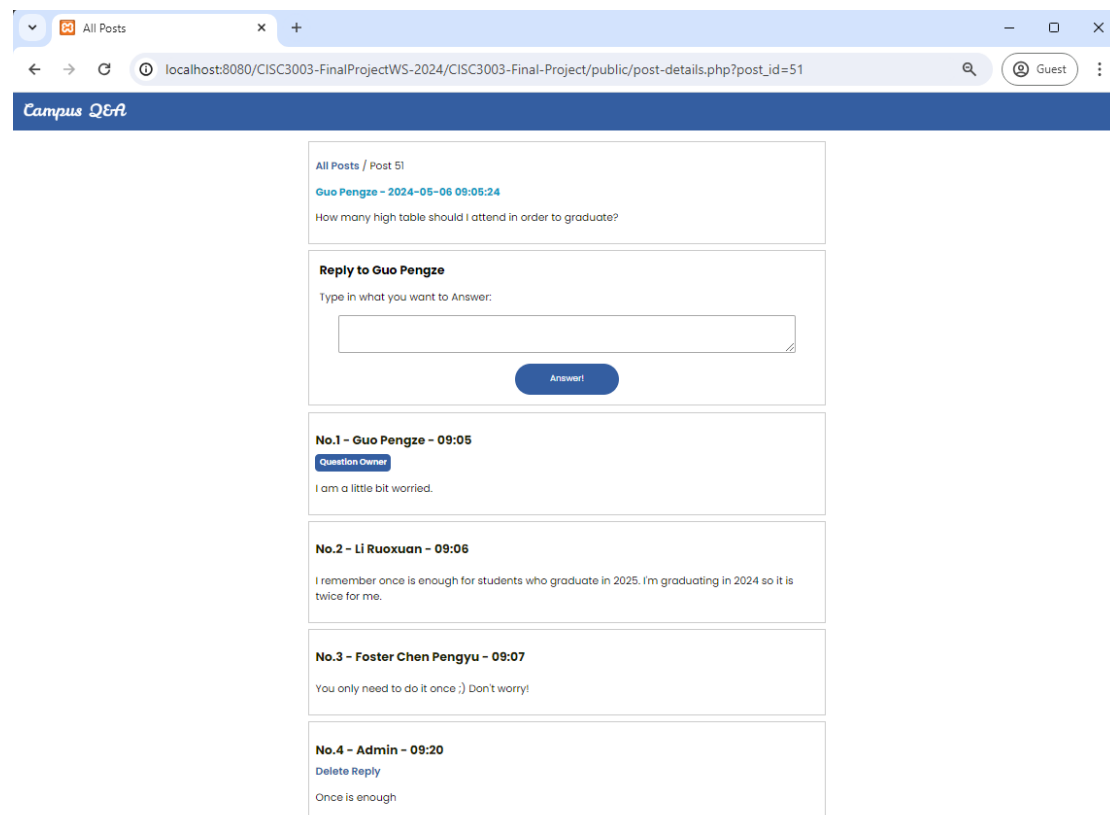 All Posts
localhost:8080/CISC3003-FinalProjectWS-2024/CISC3003-Final-Project/public/post-details.php?post_id=51
Guest
Campus Q&A
All Posts / Post 51
Guo Pengze - 2024-05-06 09:05:24
How many high table should I attend in order to graduate?
Reply to Guo Pengze
Type in what you want to Answer:
Answer!
No.1 - Guo Pengze - 09:05
Question Owner
I am a little bit worried.
No.2 - Li Ruoxuan - 09:06
I remember once is enough for students who graduate in 2025. I'm graduating in 2024 so it is
twice for me.
No.3 - Foster Chen Pengyu - 09:07
You only need to do it once ;) Don't worry!
No.4 - Admin - 09:20
Delete Reply
Once is enough